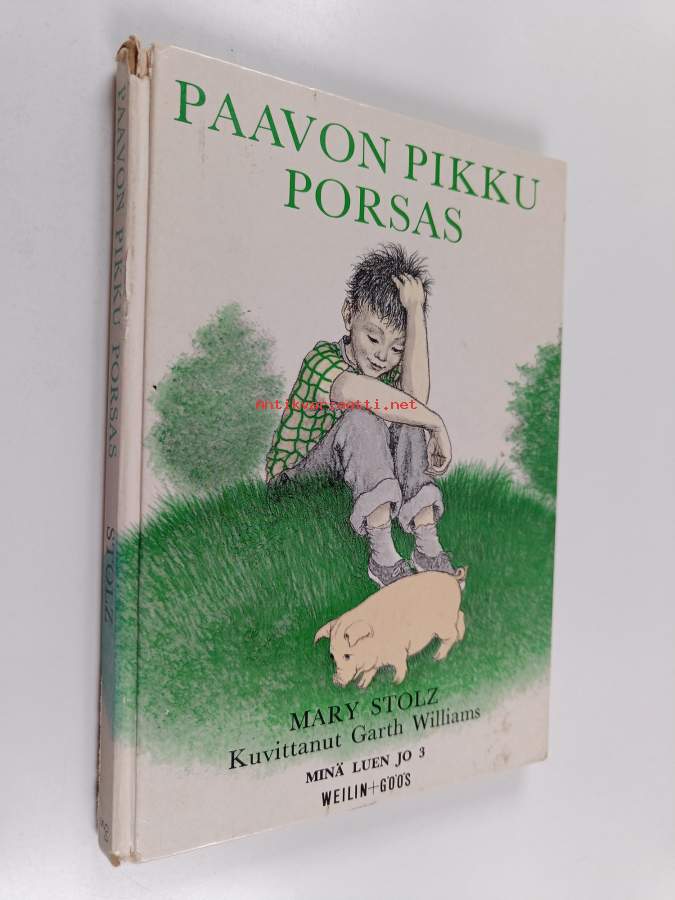 PAAVON PIKKU
PORSAS
antikvariaatti.net
MARY STOLZ
Kuvittanut Garth Williams
MINÄ LUEN JO 3
WEILIN+GÖÖS
PAAVON PIKKU PORSAS STOLZ